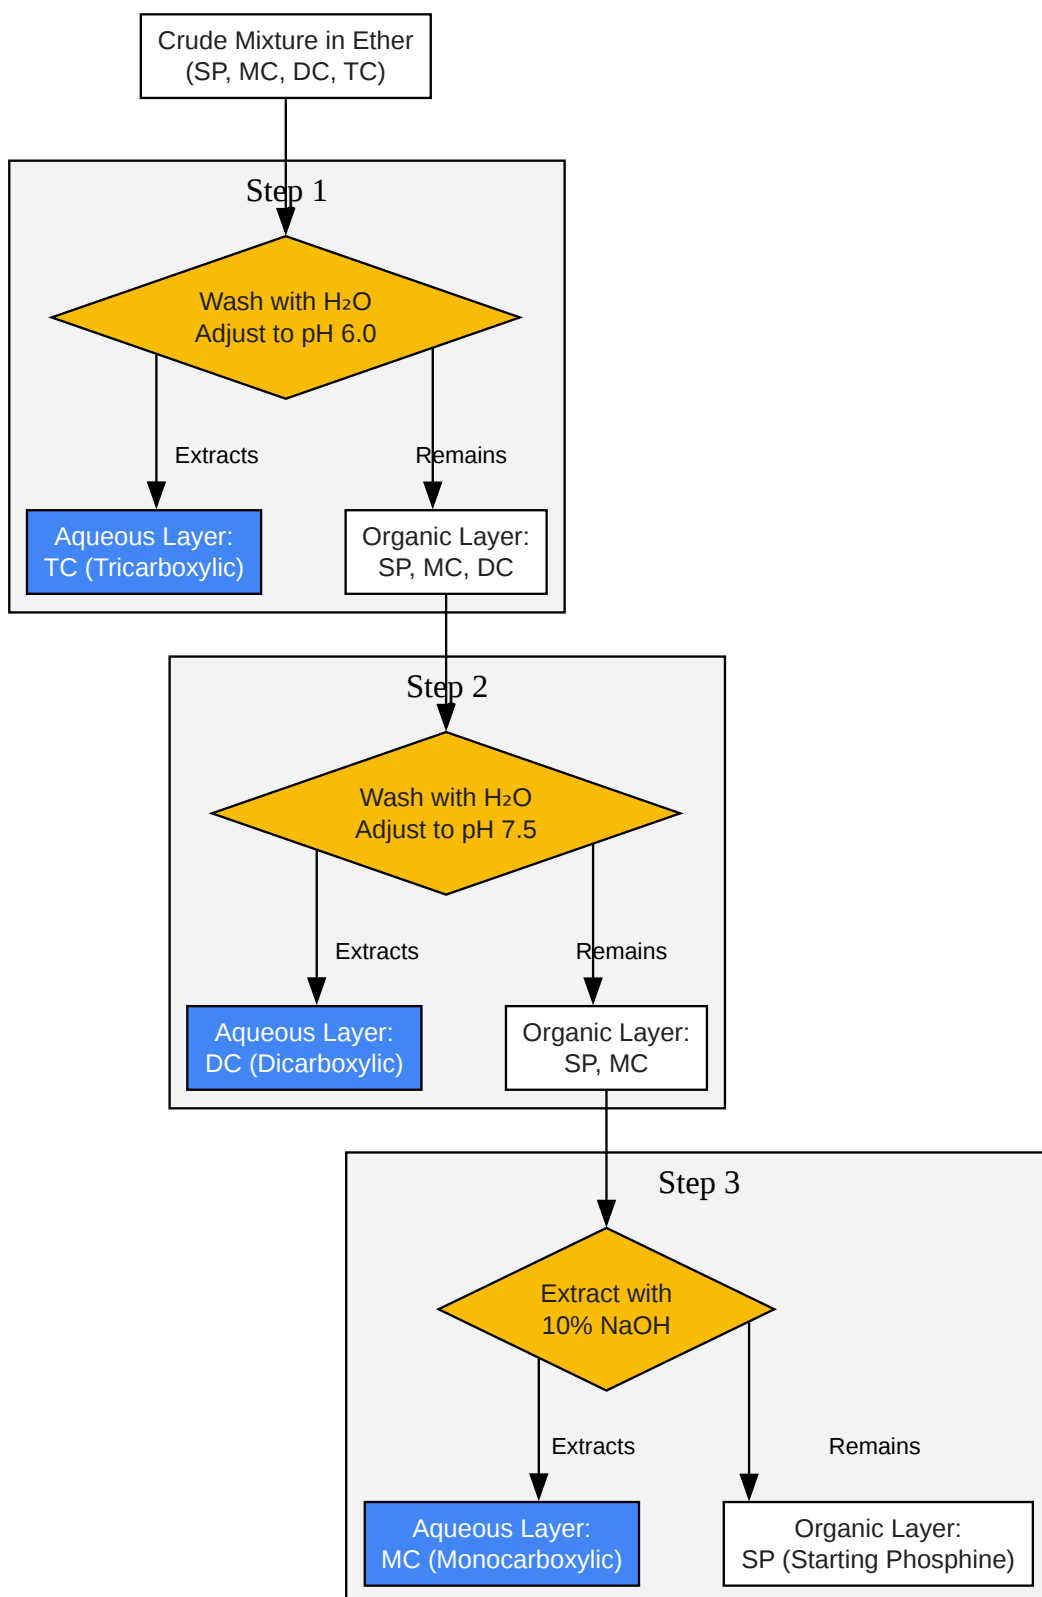 Crude Mixture in Ether
(SP, MC, DC, TC)
Step 1
Wash with H₂O
Adjust to pH 6.0
Extracts
Remains
Aqueous Layer:
TC (Tricarboxylic)
Organic Layer:
SP, MC, DC
Step 2
Wash with H₂O
Adjust to pH 7.5
Extracts
Remains
Aqueous Layer:
DC (Dicarboxylic)
Organic Layer:
SP, MC
Step 3
Extract with
10% NaOH
Extracts
Remains
Aqueous Layer:
MC (Monocarboxylic)
Organic Layer:
SP (Starting Phosphine)